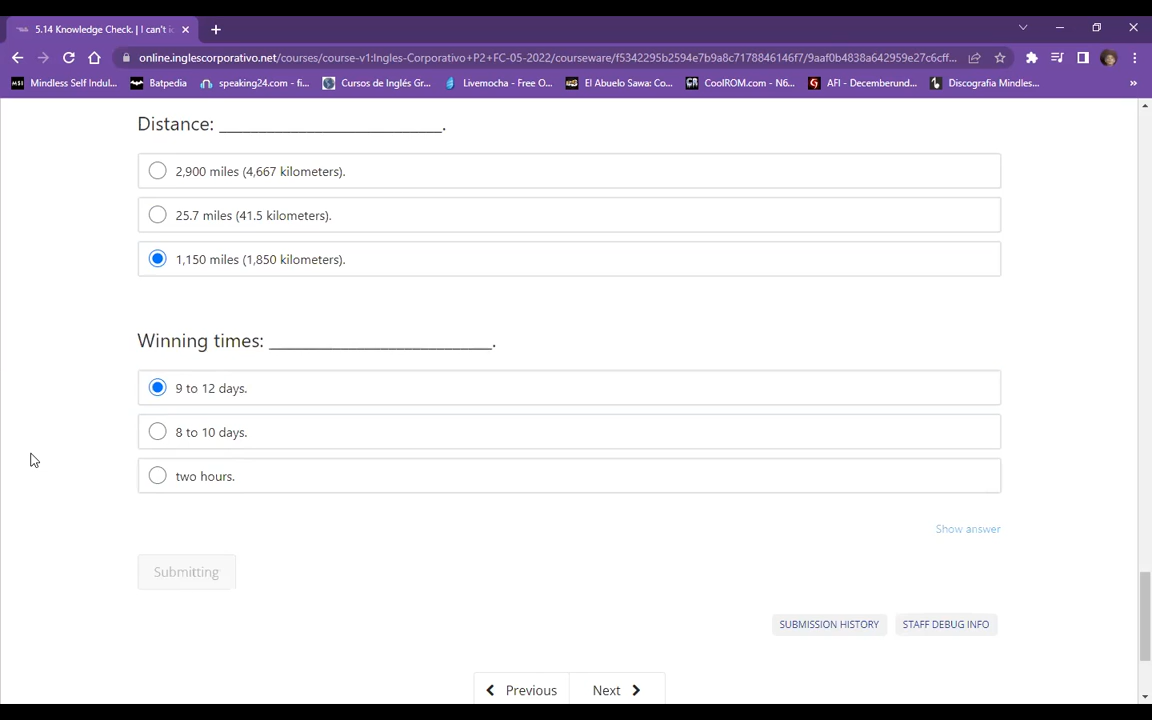 5.14 Knowledge Check. | I can't i
online.inglescorporativo.net/courses/course-v1:Ingles-Corporativo+P2+FC-05-2022/courseware/f5342295b2594e7b9a8c7178846146f7/9aaf0b4838a642959e27c6cff...
Mindless Self Indul... Batpedia speaking24.com - fi... Cursos de Inglés Gr... Livemocha - Free O... El Abuelo Sawa: Co... CoolROM.com - N6... AFI - Decemberund... Discografia Mindles...
Distance: ___________________________.
2,900 miles (4,667 kilometers).
25.7 miles (41.5 kilometers).
1,150 miles (1,850 kilometers).
Winning times: ___________________________.
9 to 12 days.
8 to 10 days.
two hours.
Show answer
Submitting
SUBMISSION HISTORY STAFF DEBUG INFO
Previous Next